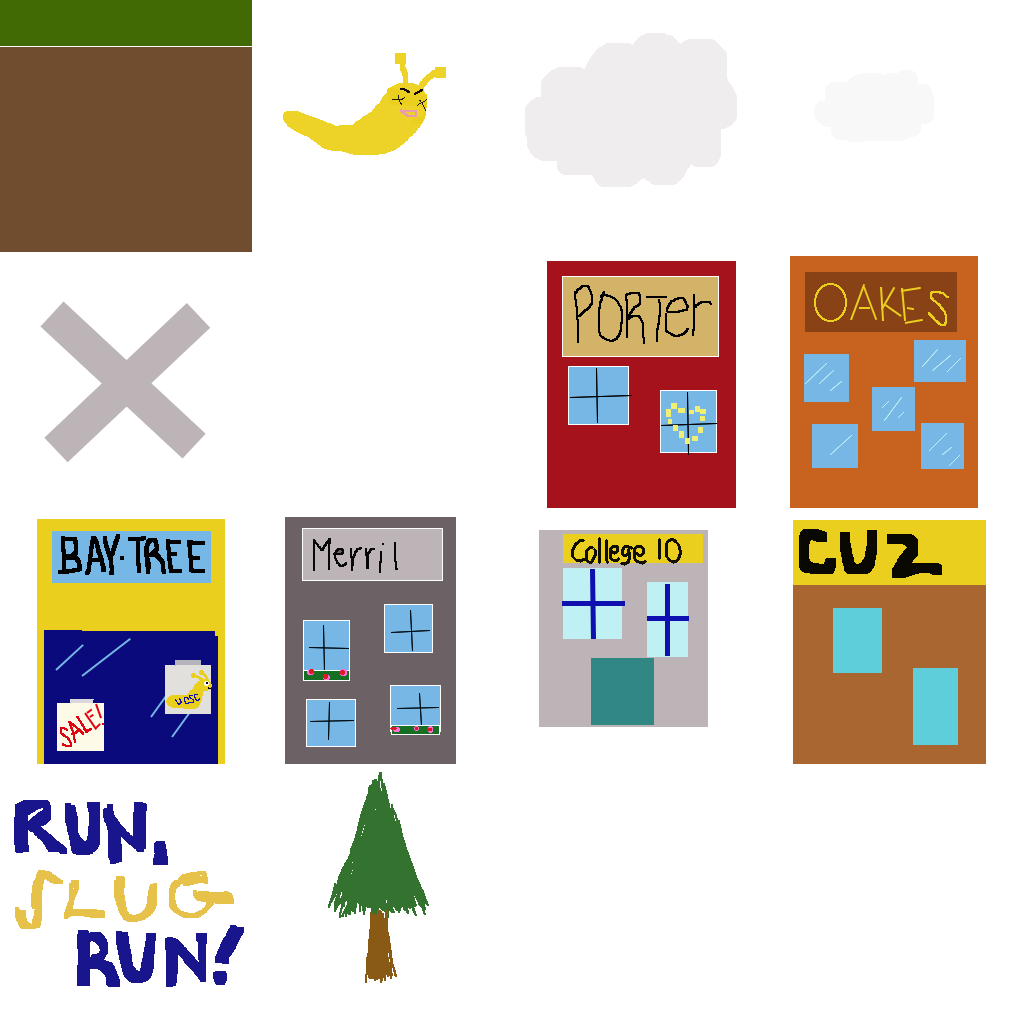 PORTer
OAKES
BAY-TREE
Merril
College 10
CUZ
UCSC
SALE!
RUN,
SLUG
RUN!